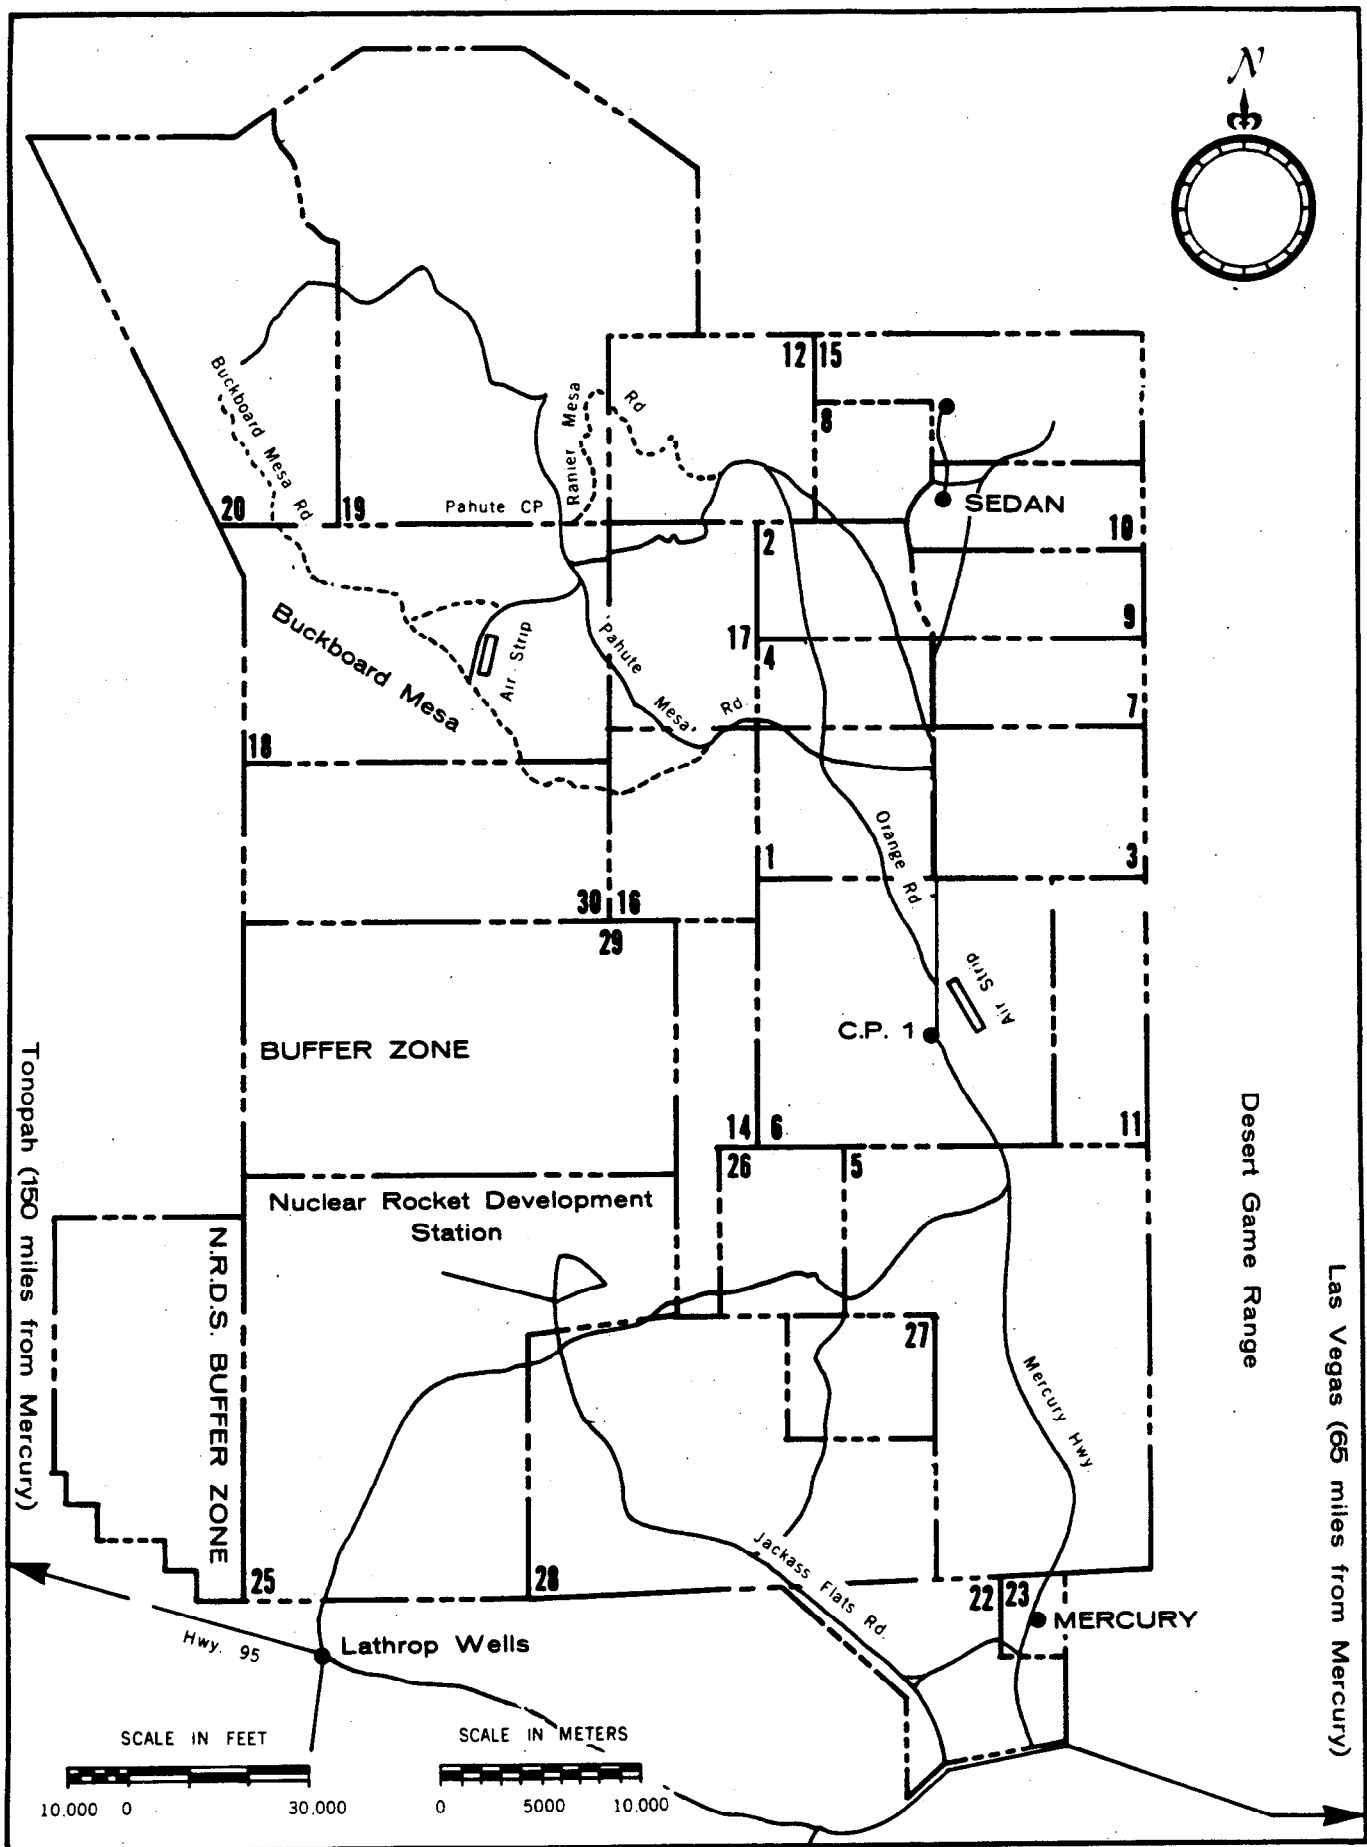 N
12
15
Buckboard Mesa Rd.
Ranier Mesa
Rd
8
20
19
Pahute CP
SEDAN
10
2
Buckboard Mesa
Air Strip
17
4
9
Pahute
Mesa
Rd.
7
18
1
Orange Rd.
3
30
16
29
Air Strip
C.P. 1
BUFFER ZONE
Tonopah (150 miles from Mercury)
Desert Game Range
14
6
11
26
5
Nuclear Rocket Development
Station
N.R.D.S. BUFFER ZONE
Las Vegas (65 miles from Mercury)
27
Mercury Hwy.
Jackass Flats Rd.
25
28
22
23
MERCURY
Hwy. 95
Lathrop Wells
SCALE IN FEET
10.000 0 30.000
SCALE IN METERS
0 5000 10.000